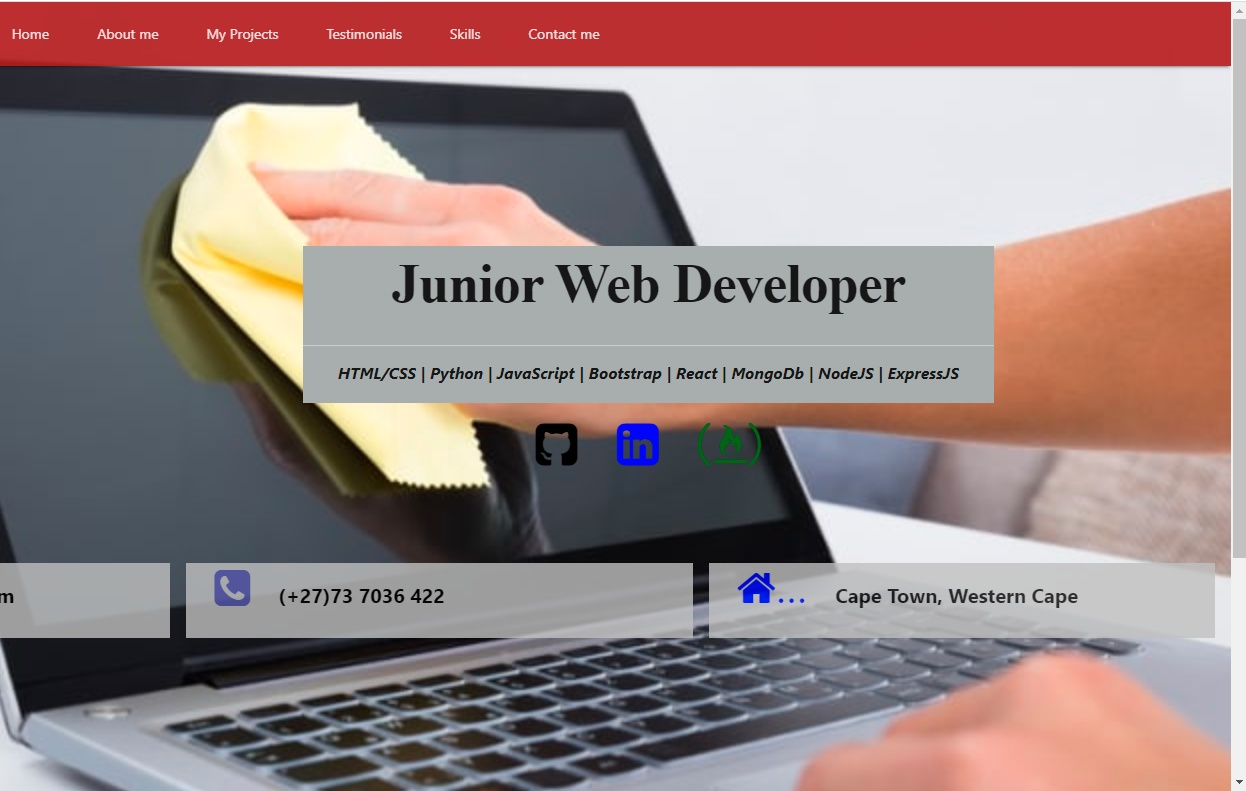 Home About me My Projects Testimonials Skills Contact me
Junior Web Developer
HTML/CSS | Python | JavaScript | Bootstrap | React | MongoDb | NodeJS | ExpressJS
in
m (+27)73 7036 422 ... Cape Town, Western Cape